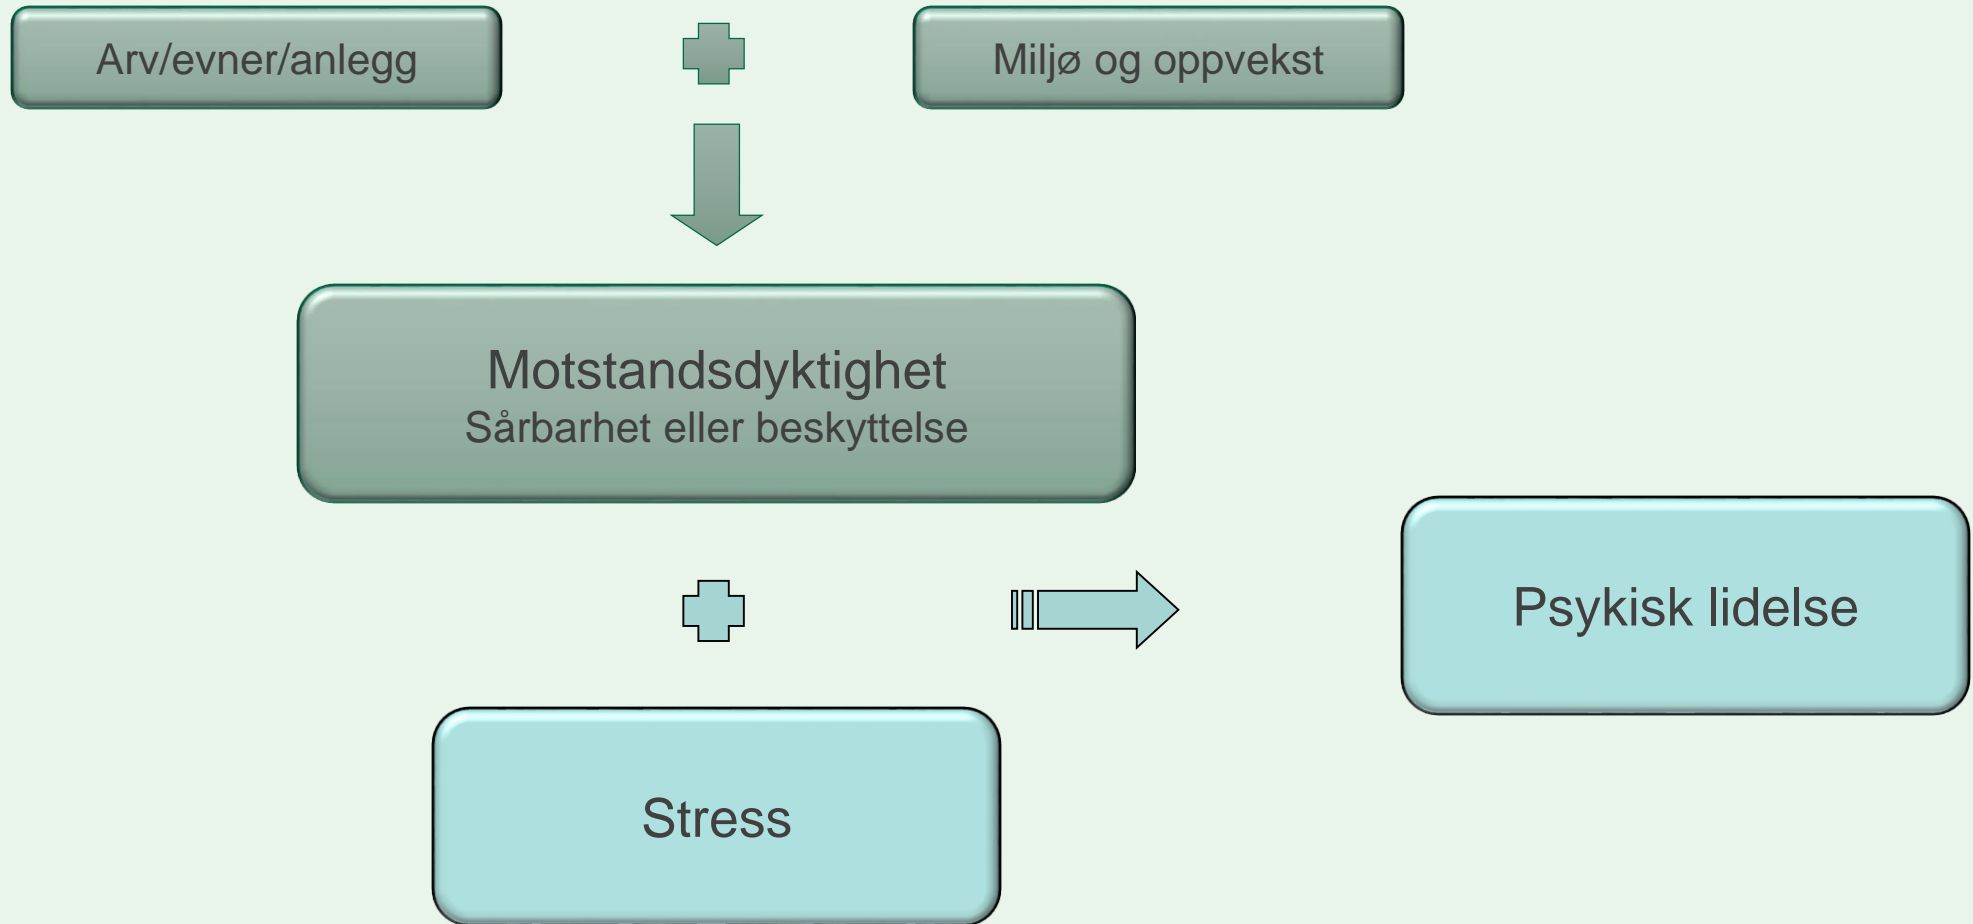 Arv/evner/anlegg
Miljø og oppvekst
Motstandsdyktighet
Sårbarhet eller beskyttelse
Psykisk lidelse
Stress